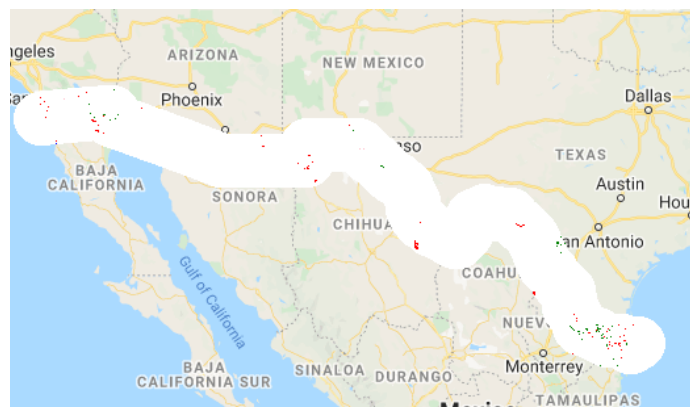 ngeles
ARIZONA
NEW MEXICO
Phoenix
Dallas
aso
TEXAS
BAJA
CALIFORNIA
SONORA
Austin
Hou
CHIHUA
an Antonio
COAHU
Gulf of California
NUEV
Monterrey
BAJA
CALIFORNIA SUR
SINALOA
DURANGO
TAMAULIPAS